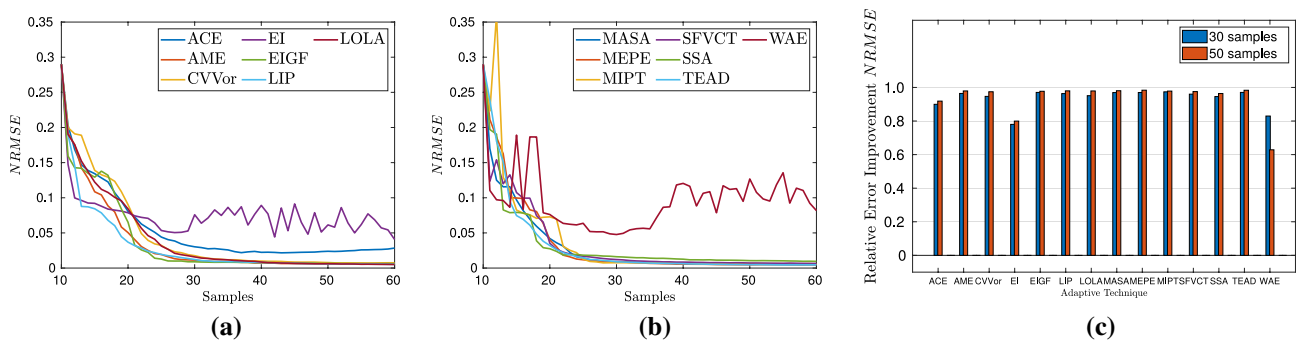 0.35
0.3
0.25
0.2
0.15
0.1
0.05
0
NRMSE
ACE EI LOLA
AME EIGF
CVVor LIP
10 20 30 40 50 60
Samples
(a)
0.35
0.3
0.25
0.2
0.15
0.1
0.05
0
NRMSE
MASA SFVCT WAE
MEPE SSA
MIPT TEAD
10 20 30 40 50 60
Samples
(b)
Relative Error Improvement NRMSE
30 samples
50 samples
1.0
0.8
0.6
0.4
0.2
0
ACE AME CVVor EI EIGF LIP LOLA MASA MEPE MIPT SFVCT SSA TEAD WAE
Adaptive Technique
(c)